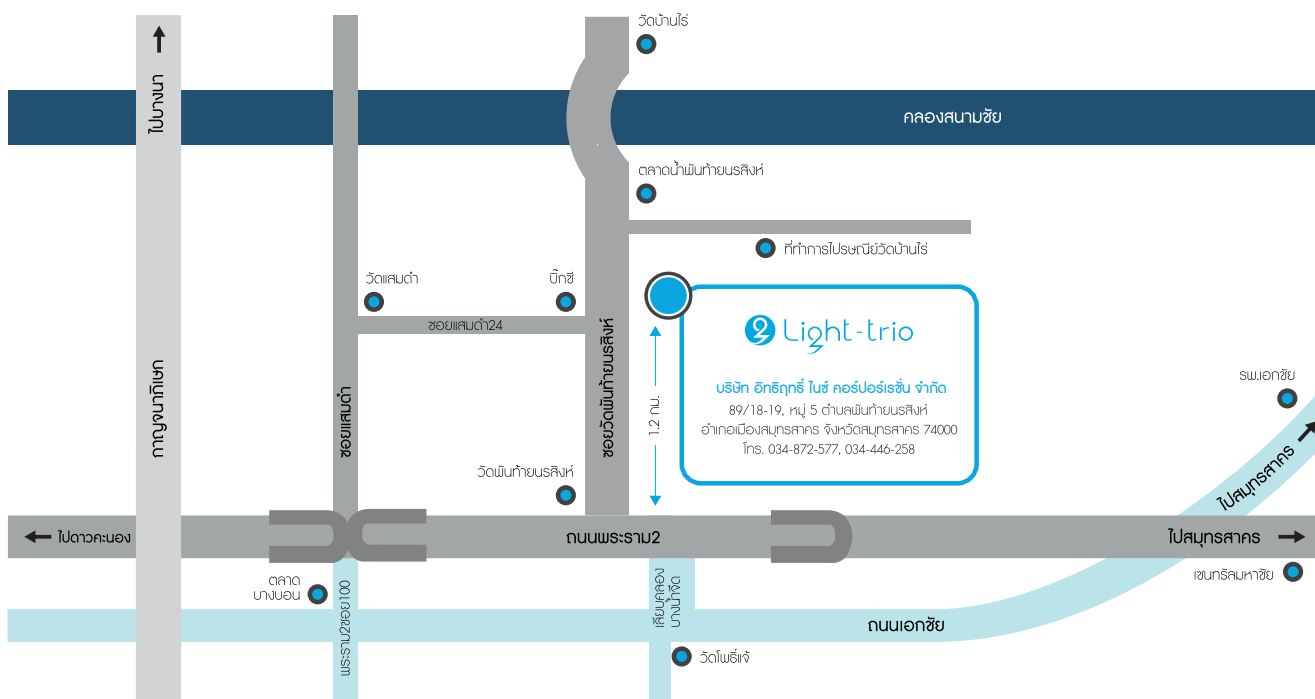 วัดบ้านไร่
ไปบางนา
คลองสนามชัย
ตลาดน้ำพันท้ายนรสิงห์
ที่ทำการไปรษณีย์วัดบ้านไร่
วัดแสมดำ
บิ๊กซี
ซอยแสมดำ24
Light-trio
บริษัท อิทธิฤทธิ์ ไนซ์ คอร์ปอร์เรชั่น จำกัด
89/18-19, หมู่ 5 ตำบลพันท้ายนรสิงห์
อำเภอเมืองสมุทรสาคร จังหวัดสมุทรสาคร 74000
โทร. 034-872-577, 034-446-258
กาญจนาภิเษก
ซอยแสมดำ
ซอยวัดพันท้ายนรสิงห์
1.2 กม.
รพ.เอกชัย
วัดพันท้ายนรสิงห์
ไปสมุทรสาคร
ไปดาวคะนอง
ถนนพระราม2
ไปสมุทรสาคร
เซนทรัลมหาชัย
ตลาด
บางบอน
พระราม2ซอย100
เลียบคลอง
บางน้ำจืด
ถนนเอกชัย
วัดโพธิ์แจ้